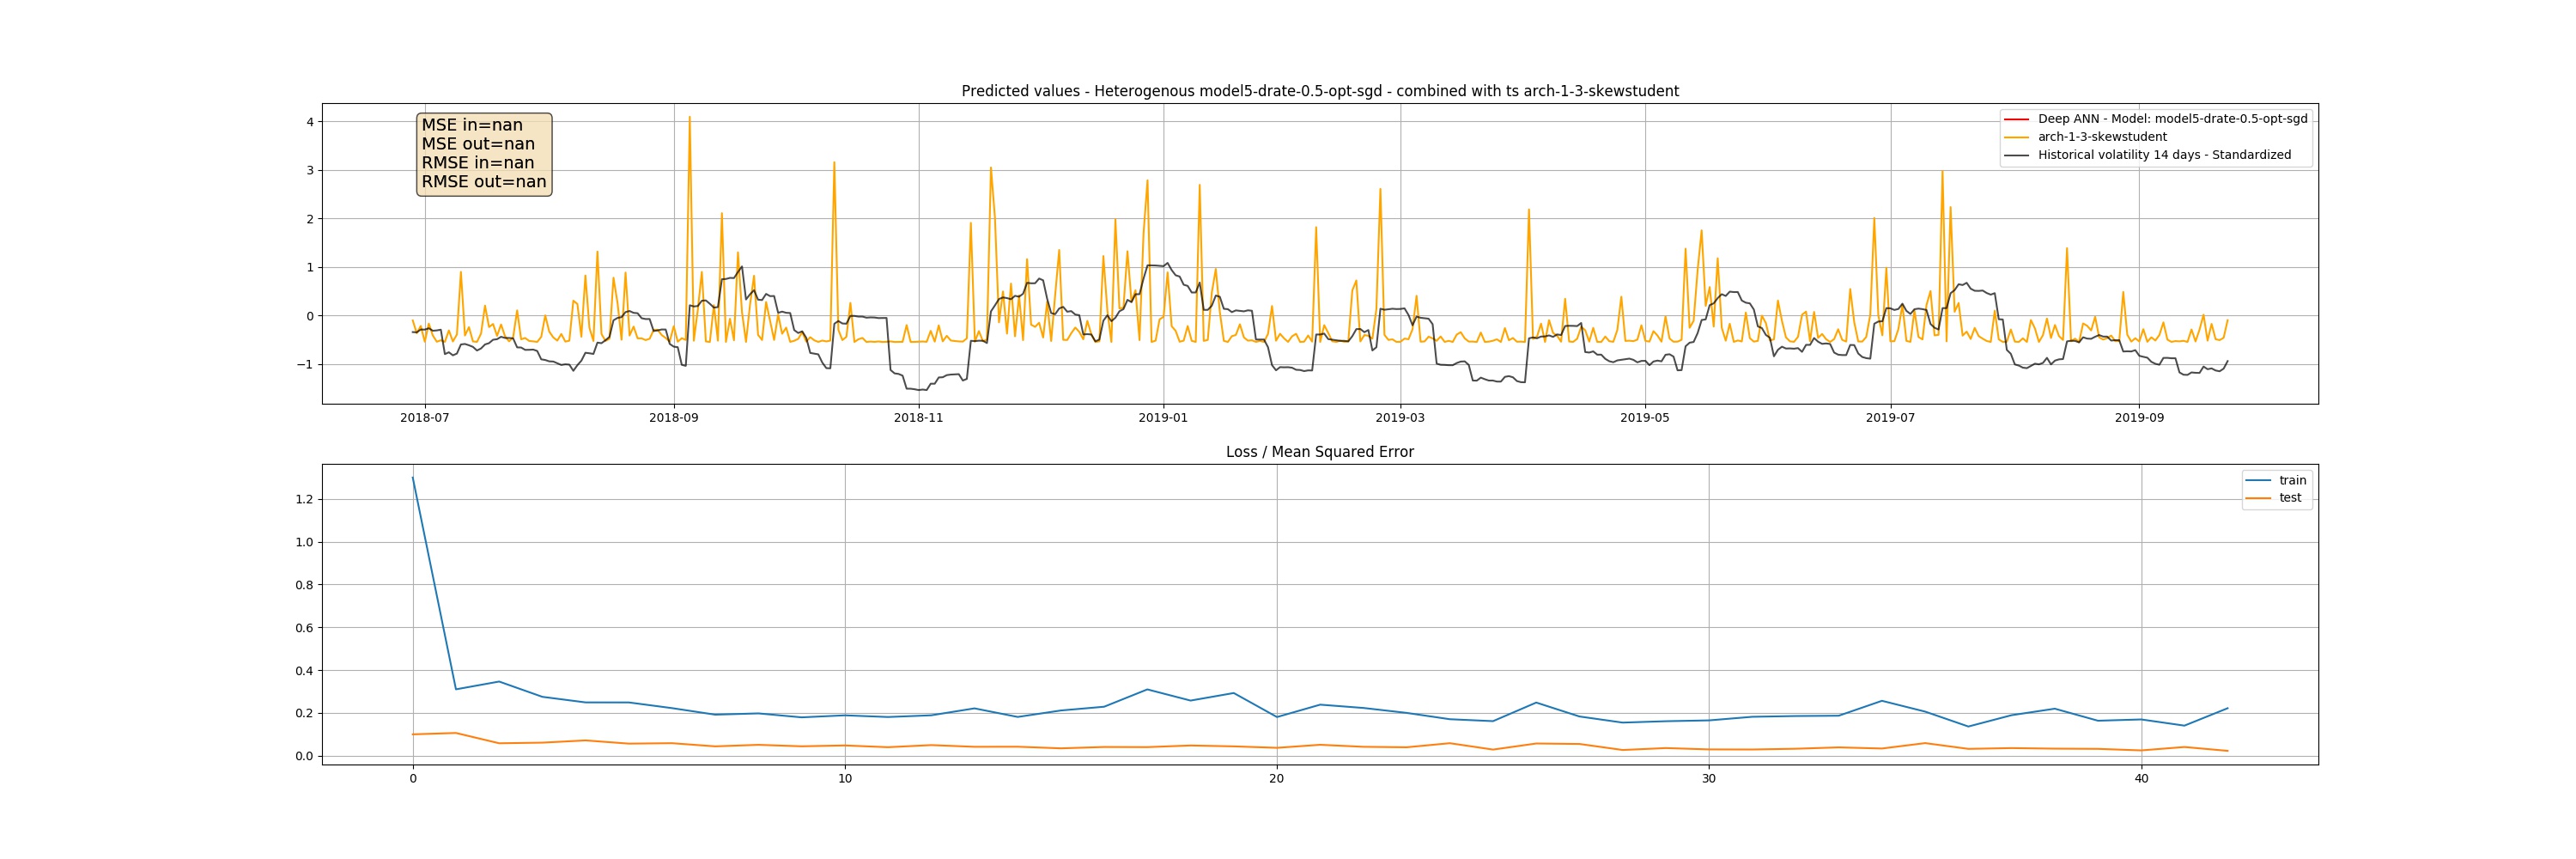 Predicted values - Heterogenous model5-drate-0.5-opt-sgd - combined with ts arch-1-3-skewstudent
MSE in=nan
MSE out=nan
RMSE in=nan
RMSE out=nan
Deep ANN - Model: model5-drate-0.5-opt-sgd
arch-1-3-skewstudent
Historical volatility 14 days - Standardized
4
3
2
1
0
−1
2018-07 2018-09 2018-11 2019-01 2019-03 2019-05 2019-07 2019-09
Loss / Mean Squared Error
train
test
1.2
1.0
0.8
0.6
0.4
0.2
0.0
0 10 20 30 40